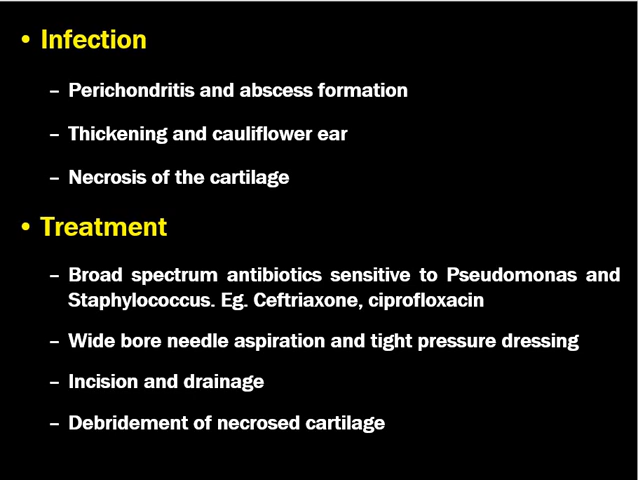 • Infection
– Perichondritis and abscess formation
– Thickening and cauliflower ear
– Necrosis of the cartilage
• Treatment
– Broad spectrum antibiotics sensitive to Pseudomonas and
Staphylococcus. Eg. Ceftriaxone, ciprofloxacin
– Wide bore needle aspiration and tight pressure dressing
– Incision and drainage
– Debridement of necrosed cartilage